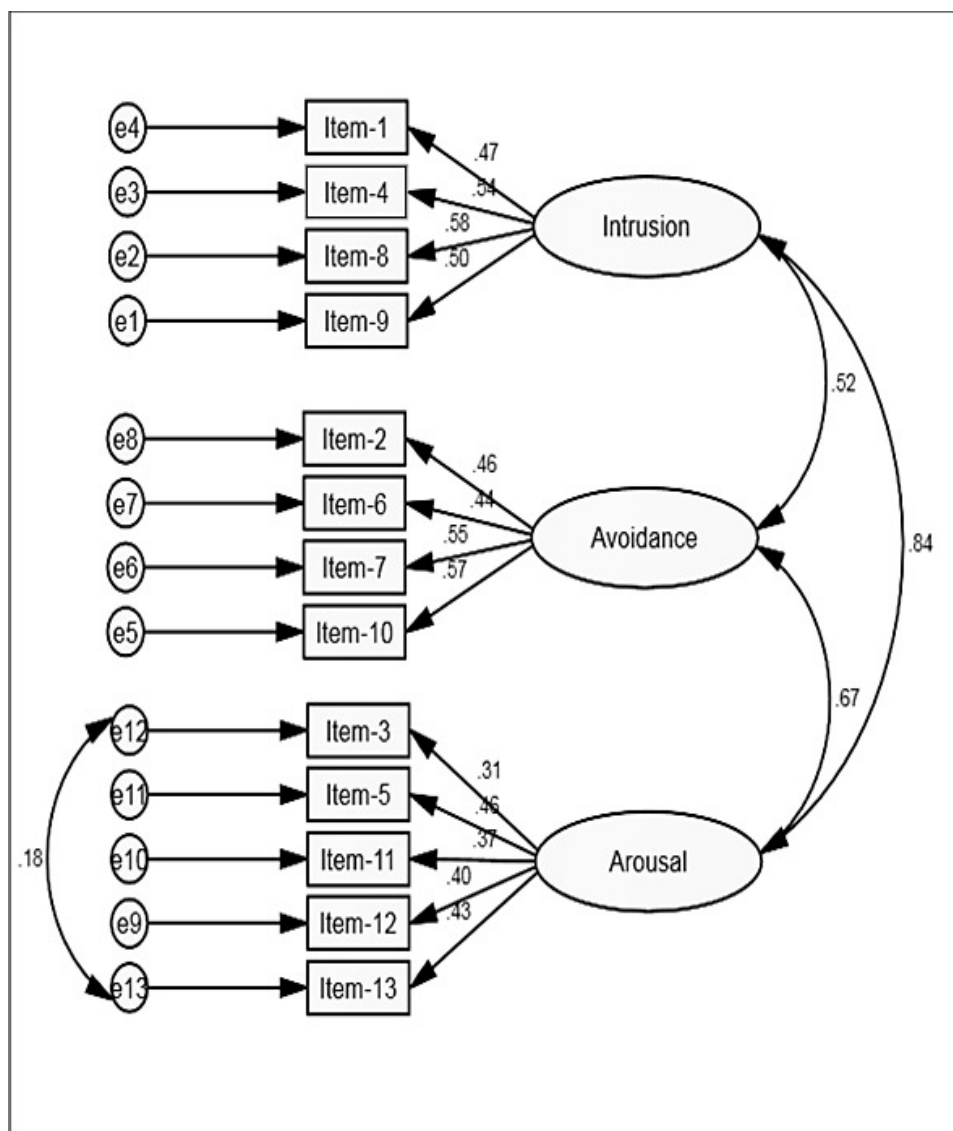 e4
Item-1
.47
e3
Item-4
.54
Intrusion
e2
Item-8
.58
e1
Item-9
.50
.52
.84
e8
Item-2
.46
e7
Item-6
.44
Avoidance
e6
Item-7
.55
e5
Item-10
.57
.67
e12
Item-3
.31
e11
Item-5
.46
e10
Item-11
.37
Arousal
.18
e9
Item-12
.40
e13
Item-13
.43